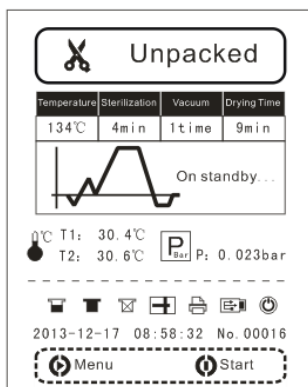 Unpacked
Temperature Sterilization Vacuum Drying Time
134℃ 4min 1time 9min
On standby...
℃ T1: 30.4℃
T2: 30.6℃
P Bar P: 0.023bar
2013-12-17 08:58:32 No.00016
Menu Start